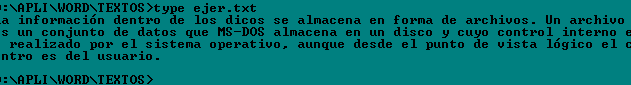 :\APLI\WORD\TEXTOS>type ejer.txt
a información dentro de los dicos se almacena en forma de archivos. Un archivo
s un conjunto de datos que MS-DOS almacena en un disco y cuyo control interno e
realizado por el sistema operativo, aunque desde el punto de vista lógico el c
ntro es del usuario.
:\APLI\WORD\TEXTOS>